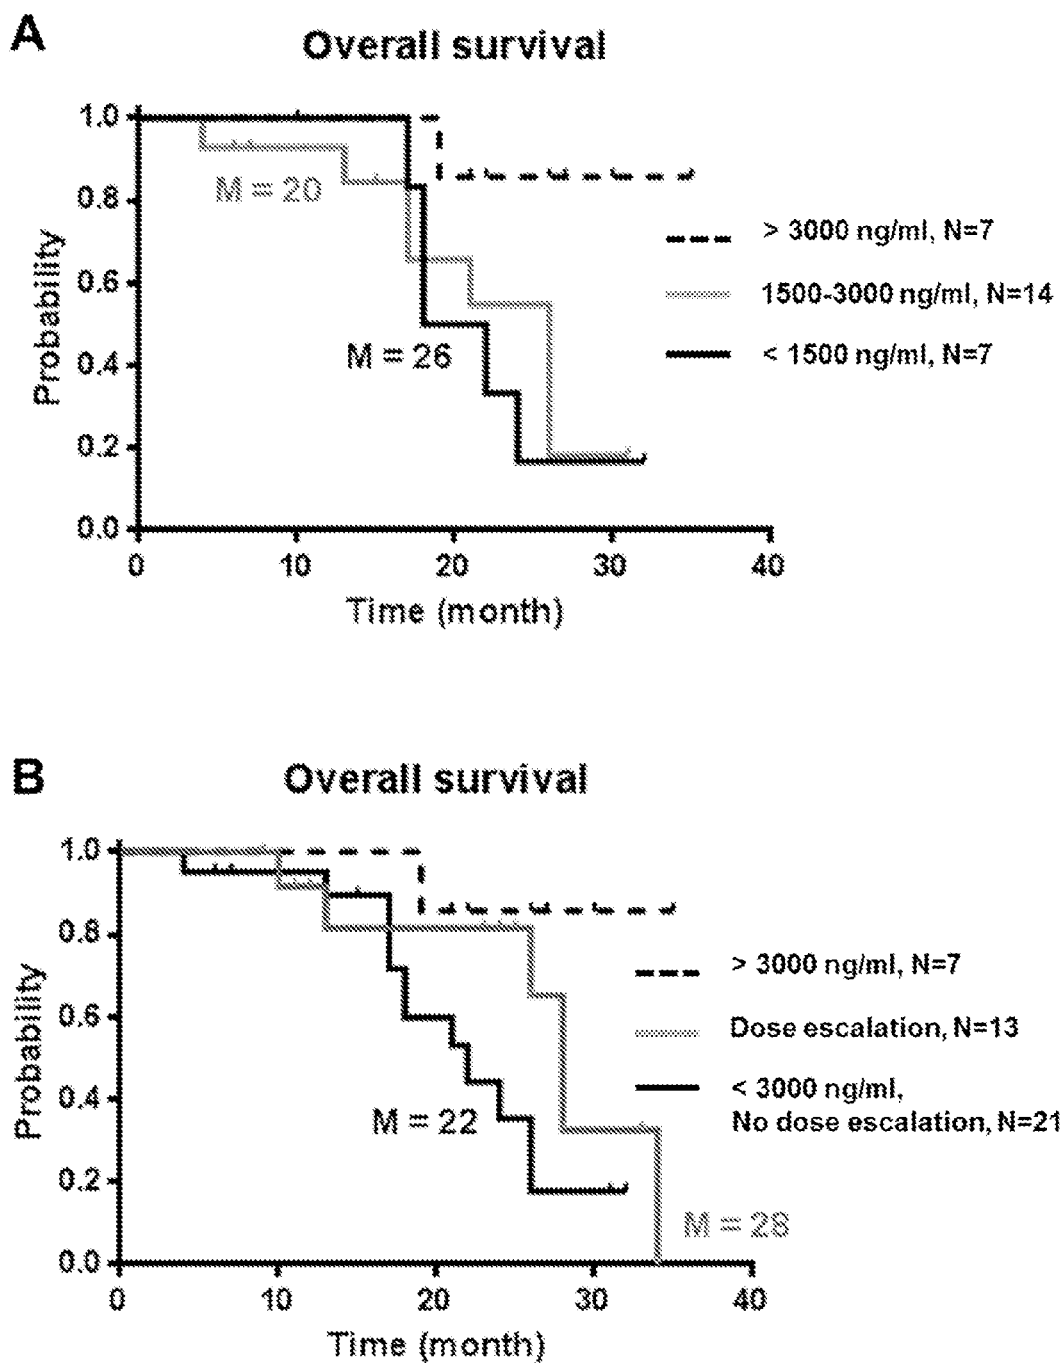 A
Overall survival
Probability
1.0
0.8
0.6
0.4
0.2
0.0
M = 20
M = 26
> 3000 ng/ml, N=7
1500-3000 ng/ml, N=14
< 1500 ng/ml, N=7
0 10 20 30 40
Time (month)
B
Overall survival
Probability
1.0
0.8
0.6
0.4
0.2
0.0
M = 22
M = 28
> 3000 ng/ml, N=7
Dose escalation, N=13
< 3000 ng/ml,
No dose escalation, N=21
0 10 20 30 40
Time (month)